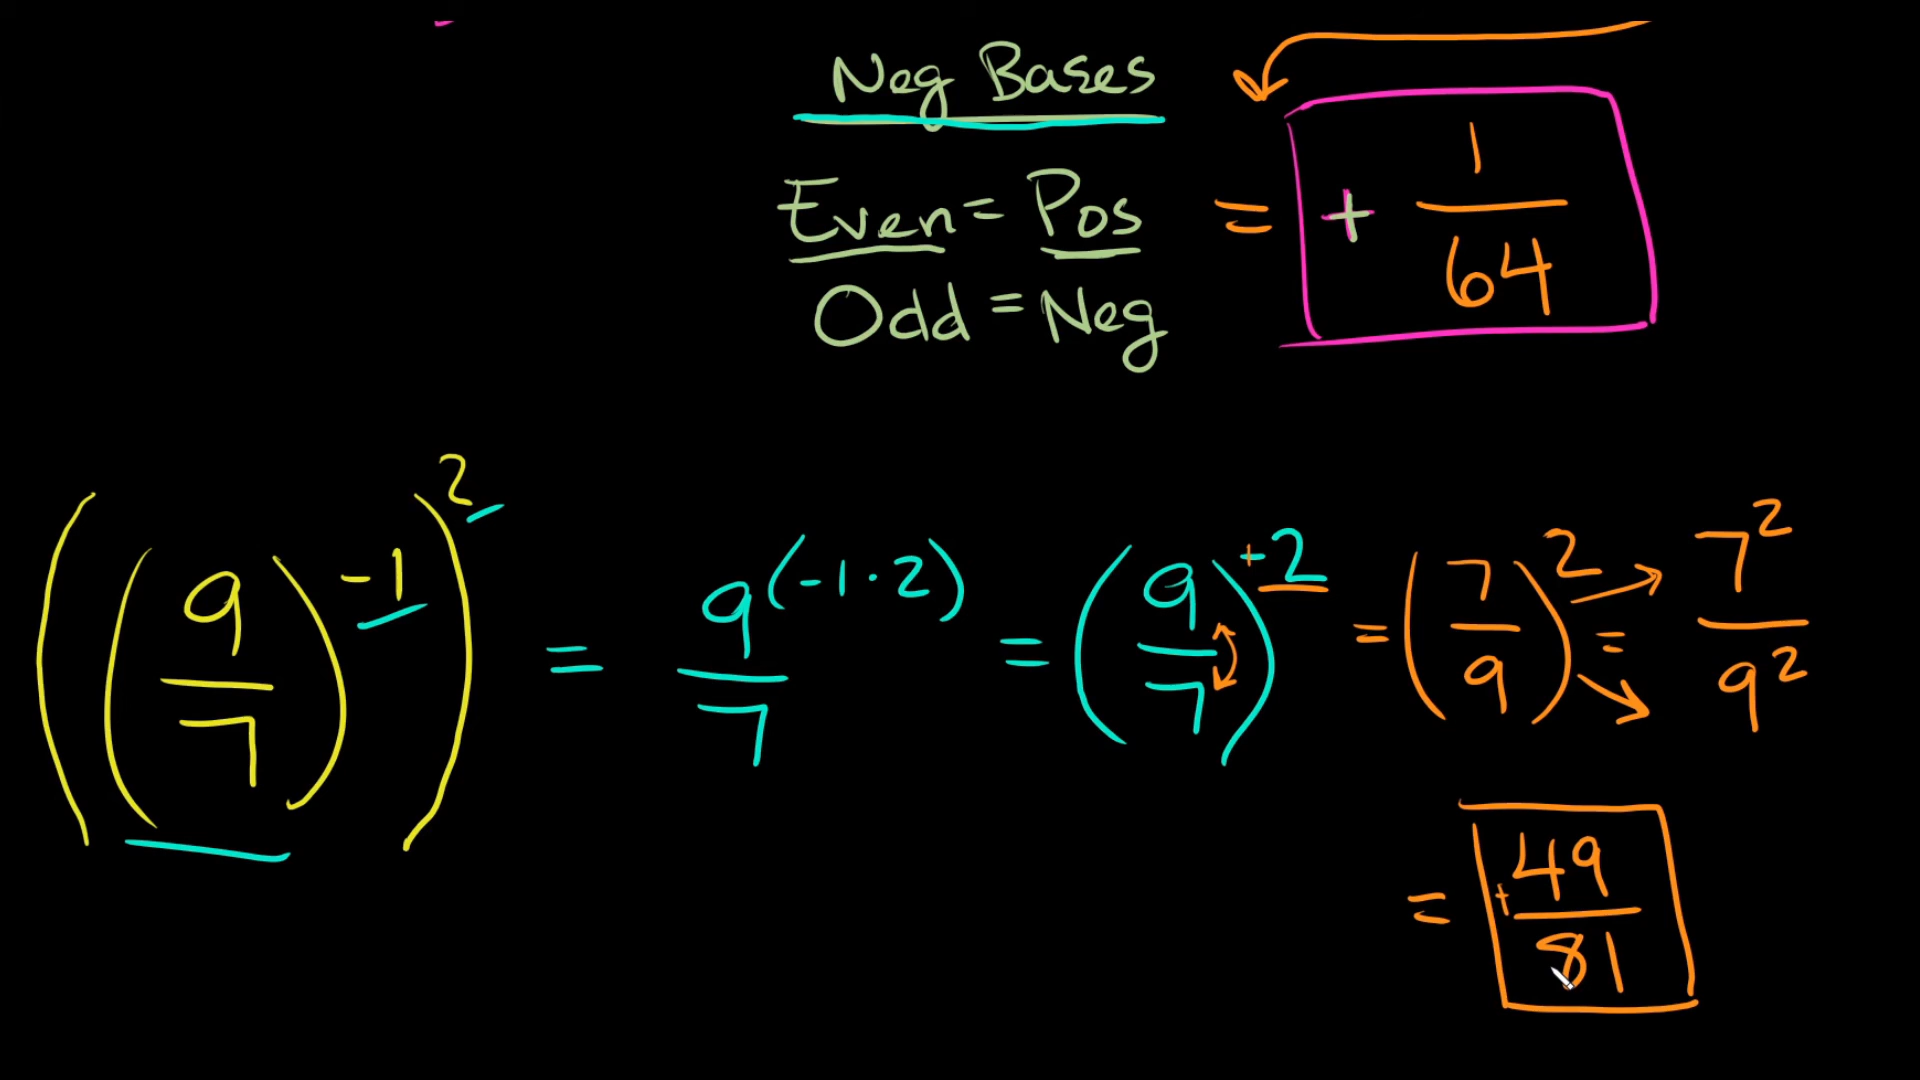 Neg Bases
Even = Pos
Odd = Neg
= + 1/64
((9/7)^-1)^2 = 9^(-1·2)/7 = (9/7)^+2 = (7/9)^2 = 7^2/9^2
= +49/81